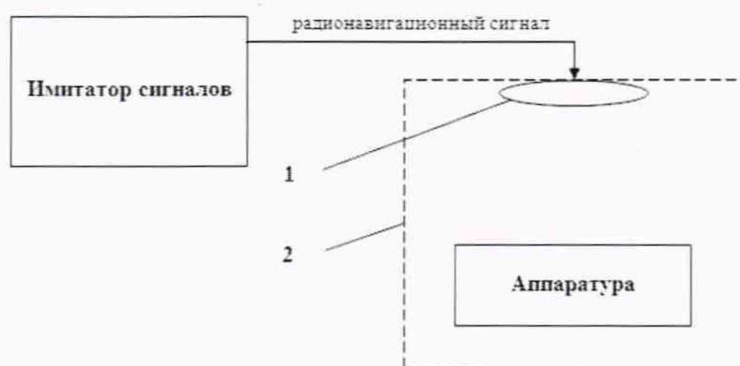 радионавигационный сигнал
Имитатор сигналов
1
2
Аппаратура